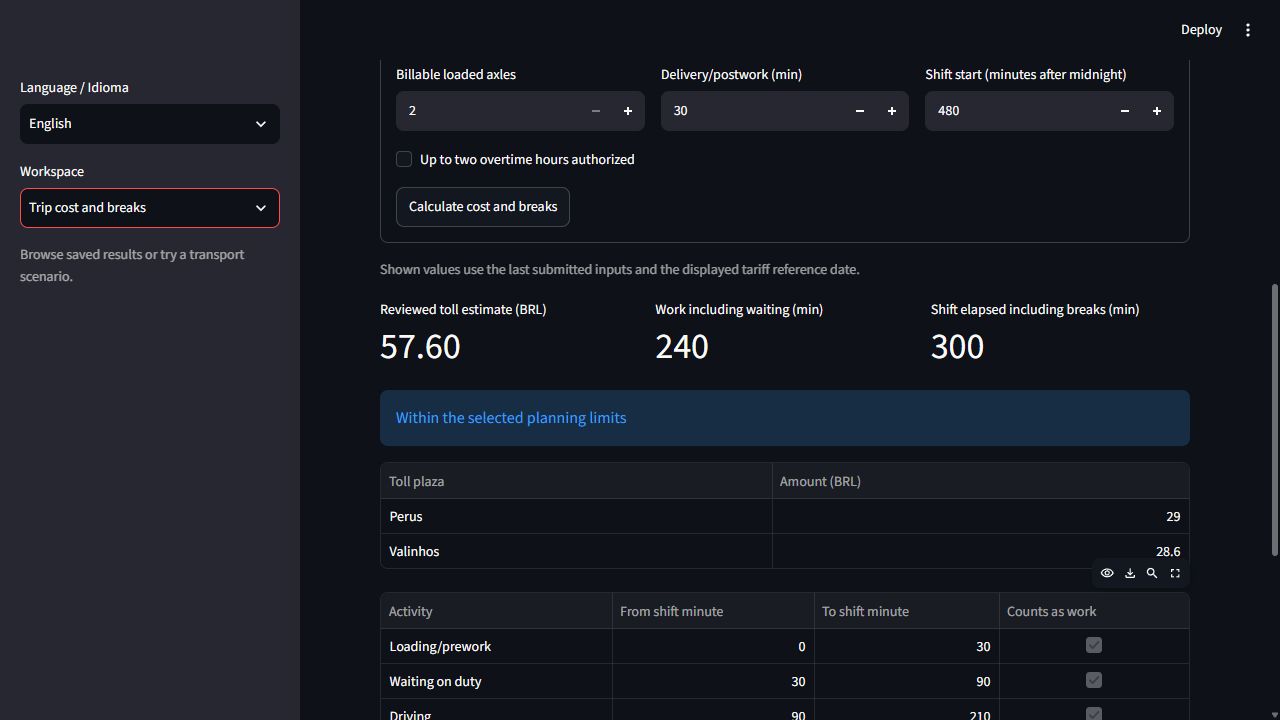 Deploy
Language / Idioma
English
Workspace
Trip cost and breaks
Browse saved results or try a transport
scenario.
Billable loaded axles
Delivery/postwork (min)
Shift start (minutes after midnight)
2
30
480
Up to two overtime hours authorized
Calculate cost and breaks
Shown values use the last submitted inputs and the displayed tariff reference date.
Reviewed toll estimate (BRL)
Work including waiting (min)
Shift elapsed including breaks (min)
57.60
240
300
Within the selected planning limits
Toll plaza Amount (BRL)
Perus 29
Valinhos 28.6
Activity From shift minute To shift minute Counts as work
Loading/prework 0 30
Waiting on duty 30 90
Driving 90 210